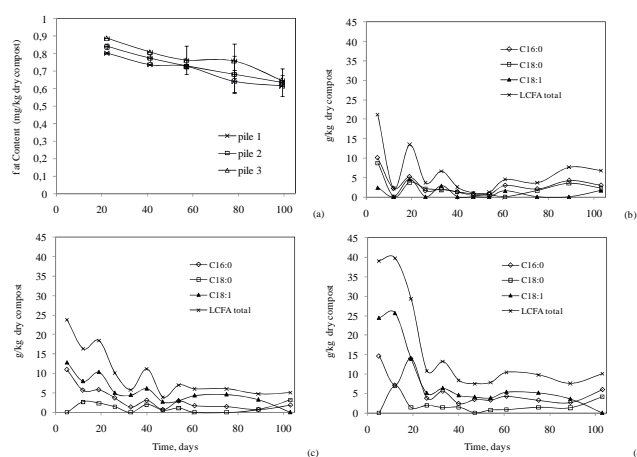 1
0,9
0,8
0,7
0,6
0,5
0,4
0,3
0,2
0,1
0
fat Content (mg/kg dry compost)
pile 1
pile 2
pile 3
0 20 40 60 80 100
(a)
45
40
35
30
25
20
15
10
5
0
g/kg dry compost
C16:0
C18:0
C18:1
LCFA total
0 20 40 60 80 100
(b)
45
40
35
30
25
20
15
10
5
0
g/kg dry compost
C16:0
C18:0
C18:1
LCFA total
0 20 40 60 80 100
Time, days
(c)
45
40
35
30
25
20
15
10
5
0
g/kg dry compost
C16:0
C18:0
C18:1
LCFA total
0 20 40 60 80 100
Time, days
(